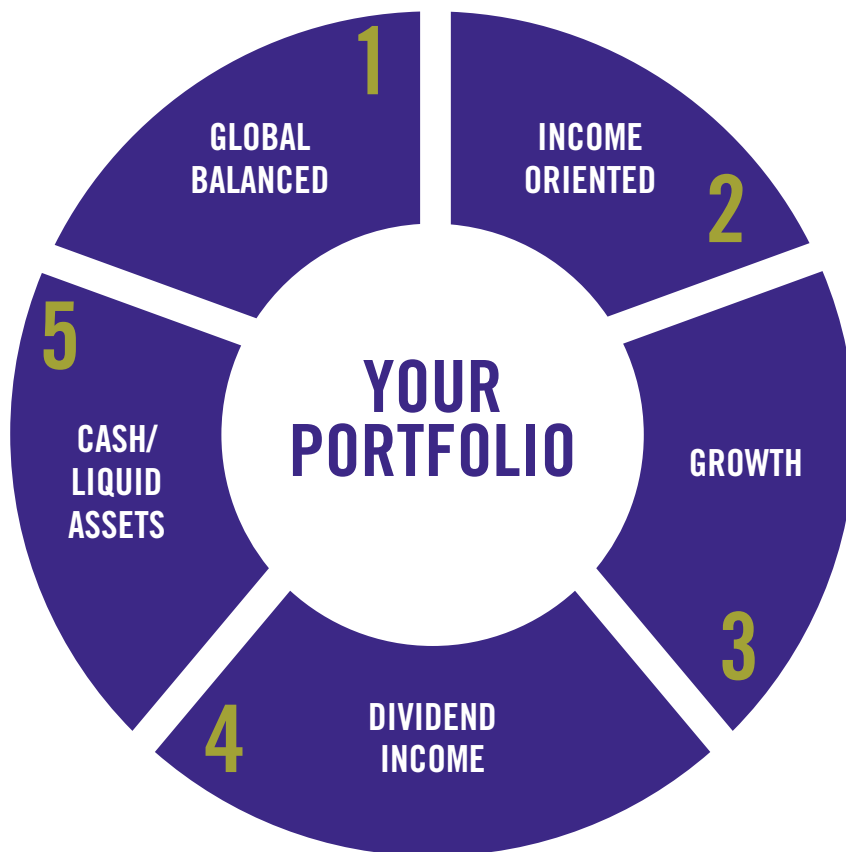 1
GLOBAL
BALANCED
INCOME
ORIENTED
2
GROWTH
3
DIVIDEND
INCOME
4
5
CASH/
LIQUID
ASSETS
YOUR
PORTFOLIO